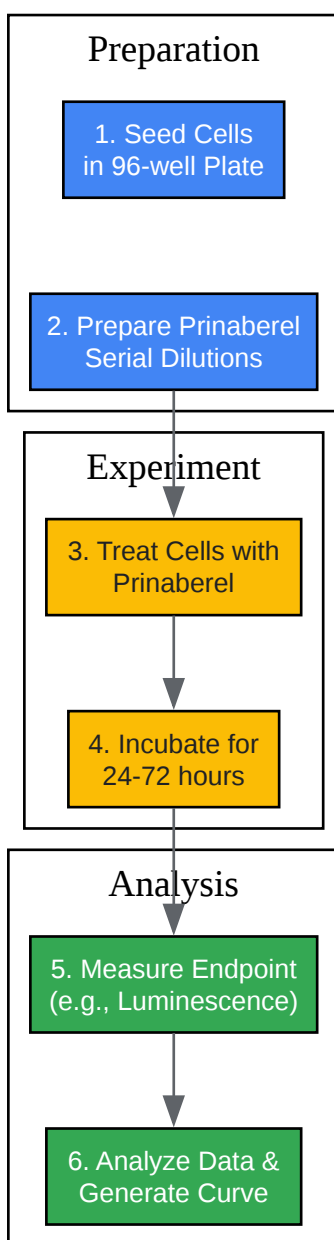 Preparation
1. Seed Cells
in 96-well Plate
2. Prepare Prinaberel
Serial Dilutions
Experiment
3. Treat Cells with
Prinaberel
4. Incubate for
24-72 hours
Analysis
5. Measure Endpoint
(e.g., Luminescence)
6. Analyze Data &
Generate Curve